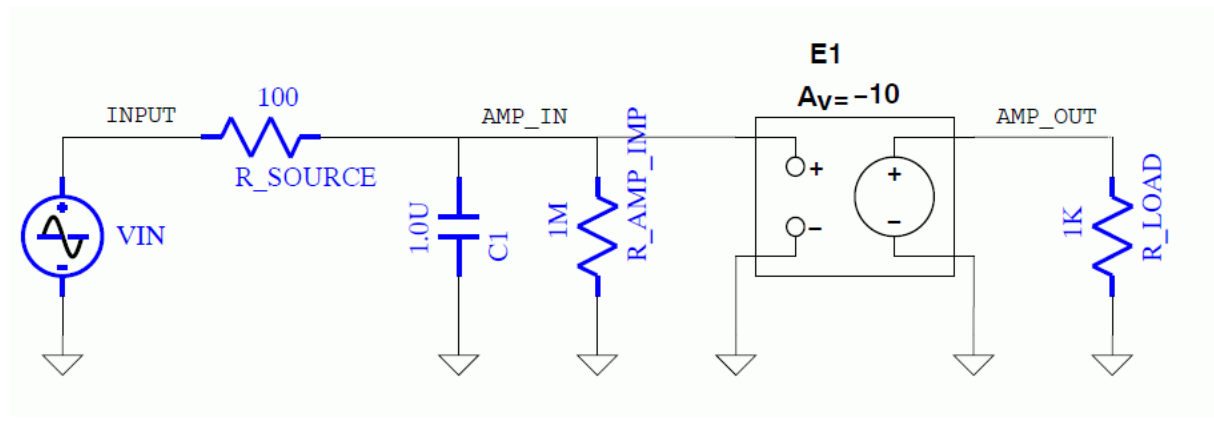 E1
AV=-10
INPUT
100
R_SOURCE
AMP_IN
AMP_OUT
VIN
1.0U
C1
1M
R_AMP_IMP
+
-
+
-
1K
R_LOAD